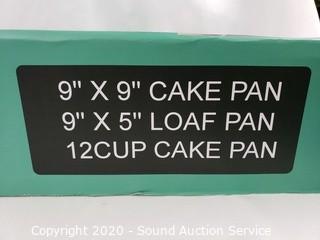 9" X 9" CAKE PAN
9" X 5" LOAF PAN
12CUP CAKE PAN
Copyright 2020 - Sound Auction Service